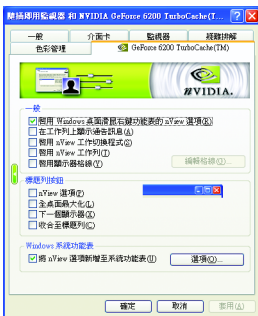 隨插即用監視器 和 NVIDIA GeForce 6200 TurboCache(T...
一般 介面卡 監視器 疑難排解
色彩管理 GeForce 6200 TurboCache(TM)
nVIDIA.
一般
啟用 Windows 桌面滑鼠右鍵功能表的 nView 選項(R)
在工作列上顯示通告訊息(A)
啟用 nView 工作切換程式(S)
啟用 nView 工作列(T)
啟用顯示器格線(Y)
編輯格線(D)...
標題列按鈕
nView 選項(P)
全桌面最大化(L)
下一個顯示器(X)
收合至標題列(C)
Windows 系統功能表
將 nView 選項新增至系統功能表(U)
選項(O)...
確定 取消 套用(A)